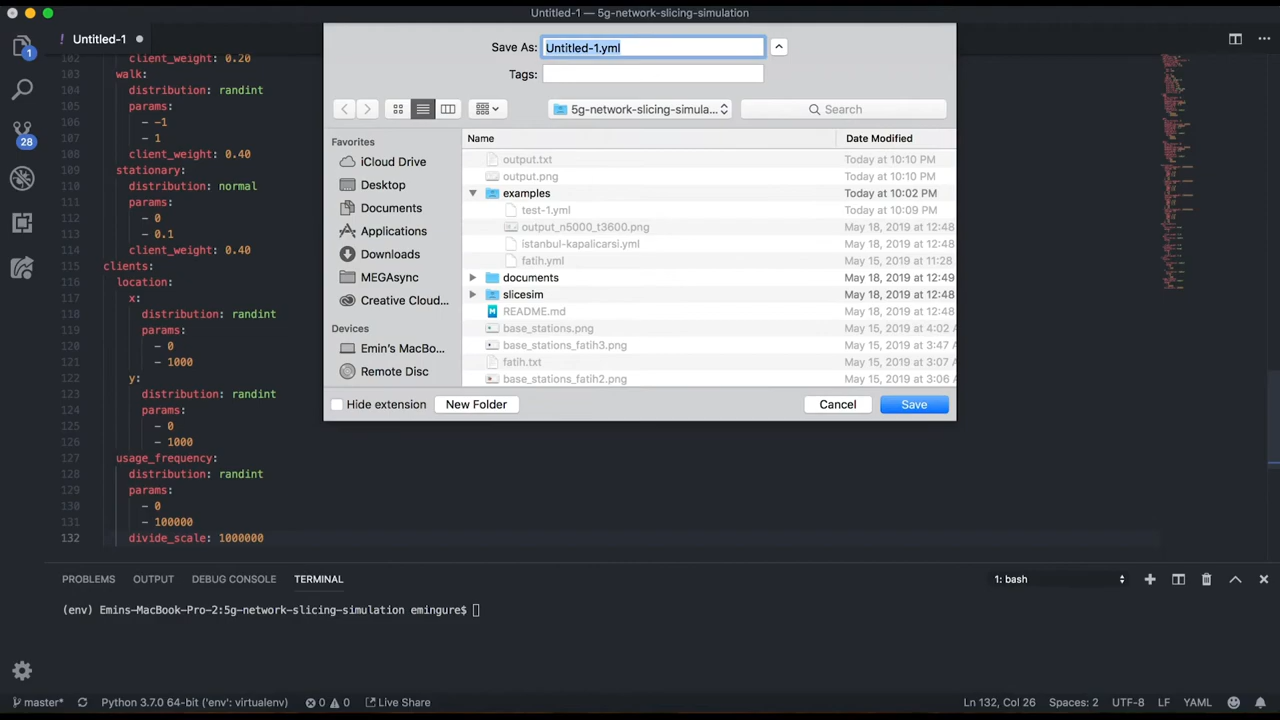 Untitled-1 — 5g-network-slicing-simulation
! Untitled-1
1
28
102 client_weight: 0.20
103 walk:
104 distribution: randint
105 params:
106 - -1
107 - 1
108 client_weight: 0.40
109 stationary:
110 distribution: normal
111 params:
112 - 0
113 - 0.1
114 client_weight: 0.40
115 clients:
116 location:
117 x:
118 distribution: randint
119 params:
120 - 0
121 - 1000
122 y:
123 distribution: randint
124 params:
125 - 0
126 - 1000
127 usage_frequency:
128 distribution: randint
129 params:
130 - 0
131 - 100000
132 divide_scale: 1000000
Save As: Untitled-1.yml
Tags:
5g-network-slicing-simula...
Search
Favorites
iCloud Drive
Desktop
Documents
Applications
Downloads
MEGAsync
Creative Cloud...
Devices
Emin's MacBo...
Remote Disc
Name Date Modified
output.txt Today at 10:10 PM
output.png Today at 10:10 PM
examples Today at 10:02 PM
test-1.yml Today at 10:09 PM
output_n5000_t3600.png May 18, 2019 at 12:48
istanbul-kapalicarsi.yml May 18, 2019 at 12:48
fatih.yml May 15, 2019 at 11:28
documents May 18, 2019 at 12:49
slicesim May 18, 2019 at 12:48
README.md May 18, 2019 at 12:48
base_stations.png May 15, 2019 at 4:02 A
base_stations_fatih3.png May 15, 2019 at 3:47 A
fatih.txt May 15, 2019 at 3:07 A
base_stations_fatih2.png May 15, 2019 at 3:06 A
Hide extension New Folder Cancel Save
PROBLEMS OUTPUT DEBUG CONSOLE TERMINAL 1: bash
(env) Emins-MacBook-Pro-2:5g-network-slicing-simulation emingure$
master* Python 3.7.0 64-bit ('env': virtualenv) 0 0 Live Share Ln 132, Col 26 Spaces: 2 UTF-8 LF YAML